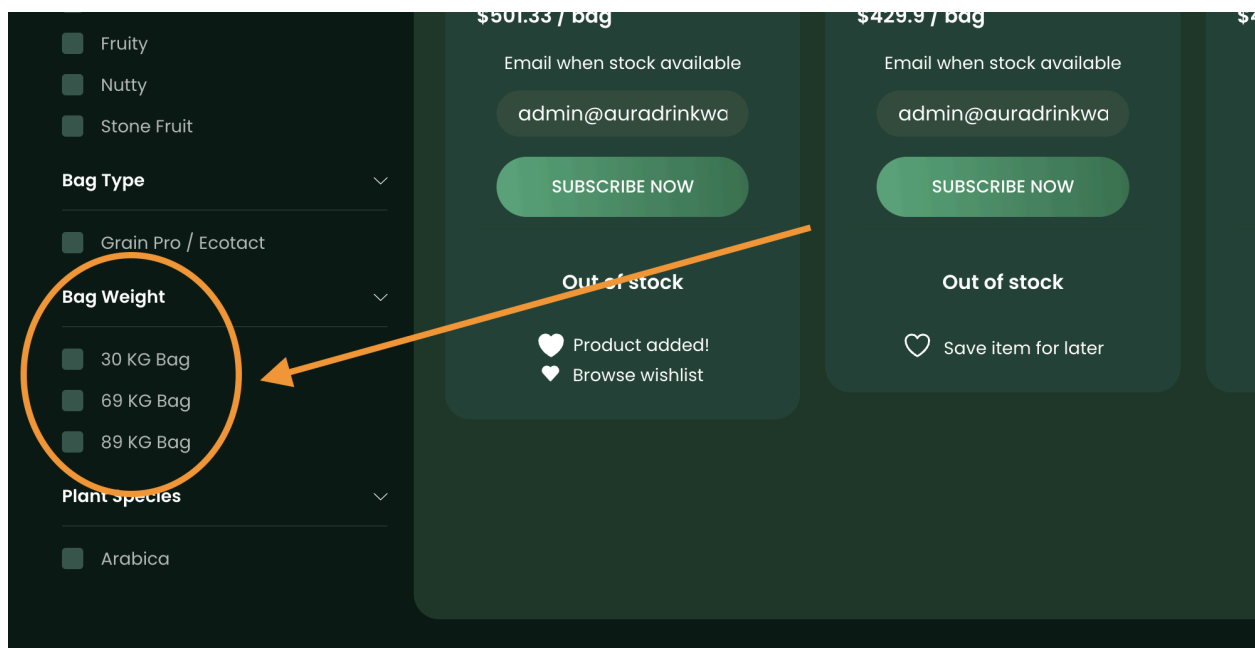 Fruity
Nutty
Stone Fruit
Bag Type
Grain Pro / Ecotact
Bag Weight
30 KG Bag
69 KG Bag
89 KG Bag
Plant Species
Arabica
$501.33 / bag
Email when stock available
admin@auradrinkwa
SUBSCRIBE NOW
Out of stock
Product added!
Browse wishlist
$429.9 / bag
Email when stock available
admin@auradrinkwa
SUBSCRIBE NOW
Out of stock
Save item for later